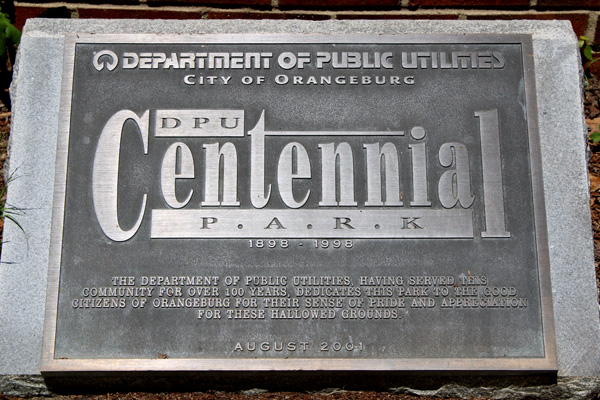 DEPARTMENT OF PUBLIC UTILITIES
CITY OF ORANGEBURG
DPU
Centennial
P.A.R.K
1898 - 1998
THE DEPARTMENT OF PUBLIC UTILITIES, HAVING SERVED THIS
COMMUNITY FOR OVER 100 YEARS, DEDICATES THIS PARK TO THE GOOD
CITIZENS OF ORANGEBURG FOR THEIR SENSE OF PRIDE AND APPRECIATION
FOR THESE HALLOWED GROUNDS.
AUGUST 2001